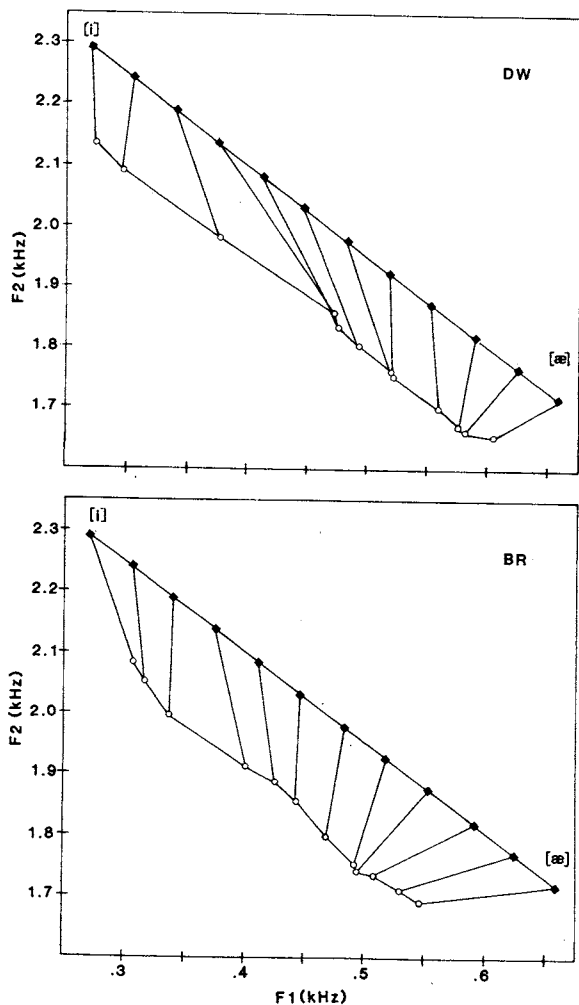 [i]
DW
2.3
2.2
2.1
2.0
1.9
1.8
1.7
F2(kHz)
[æ]
[i]
BR
2.3
2.2
2.1
2.0
1.9
1.8
1.7
F2(kHz)
[æ]
.3 .4 .5 .6
F1(kHz)